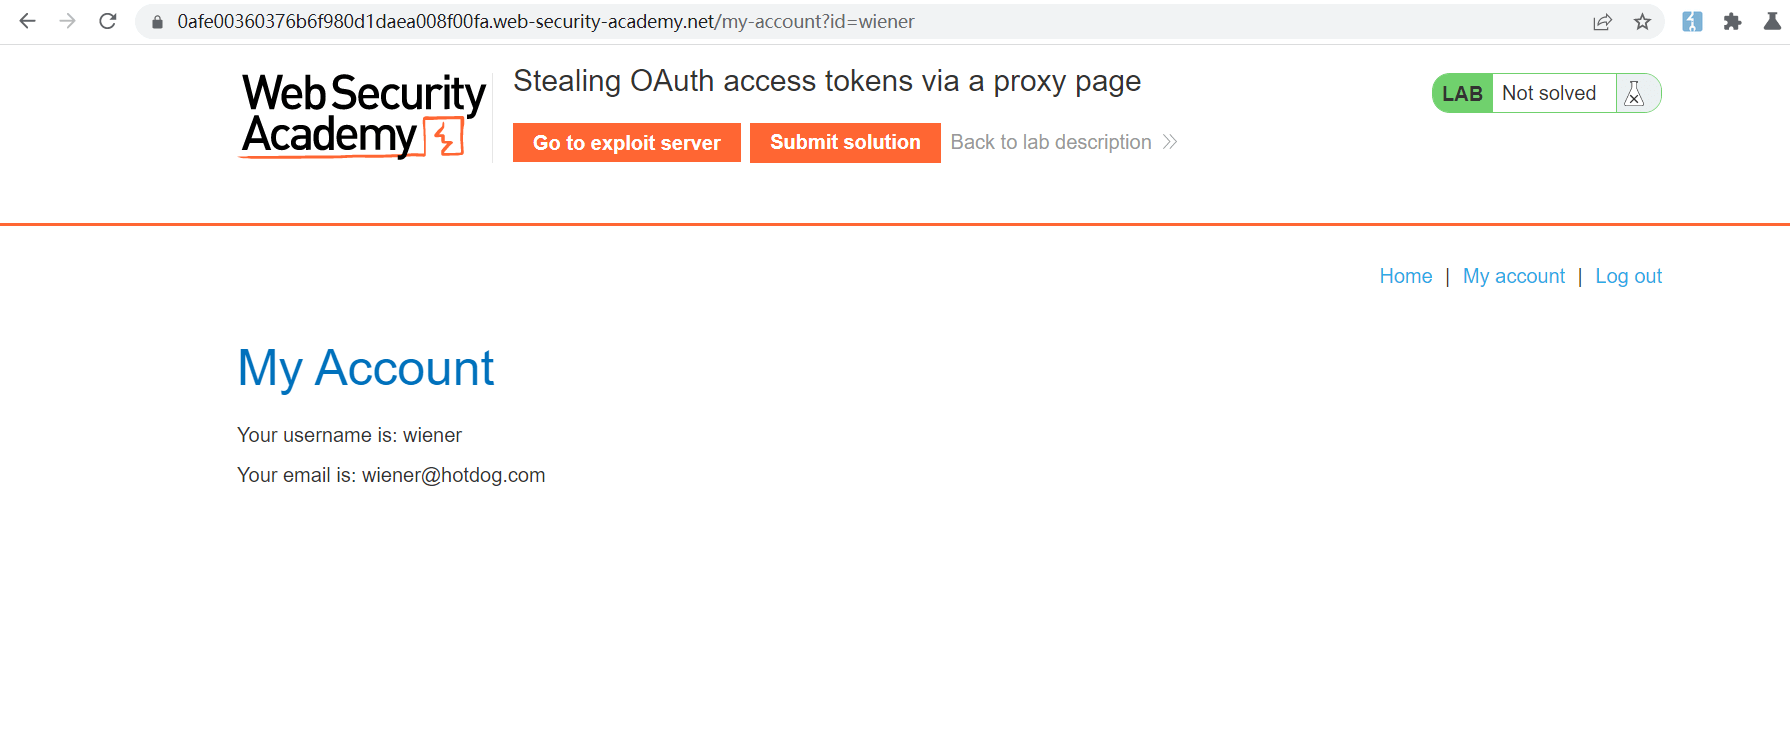 0afe00360376b6f980d1daea008f00fa.web-security-academy.net/my-account?id=wiener
Web Security
Academy
Stealing OAuth access tokens via a proxy page
Go to exploit server
Submit solution
Back to lab description
LAB
Not solved
Home | My account | Log out
My Account
Your username is: wiener
Your email is: wiener@hotdog.com